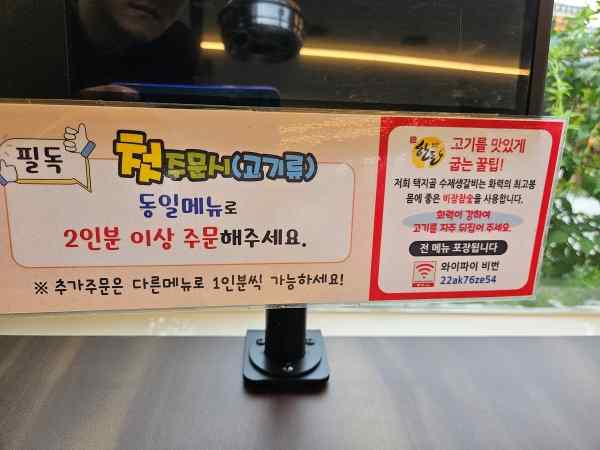 필독
첫주문시(고기류)
동일메뉴로
2인분 이상 주문해주세요.
※ 추가주문은 다른메뉴로 1인분씩 가능하세요!
고기를 맛있게
굽는 꿀팁!
저희 택지골 수제생갈비는 화력의 최고봉
몸에 좋은 비장참숯을 사용합니다.
화력이 강하여
고기를 자주 뒤집어 주세요.
전 메뉴 포장됩니다
와이파이 비번
22ak76ze54